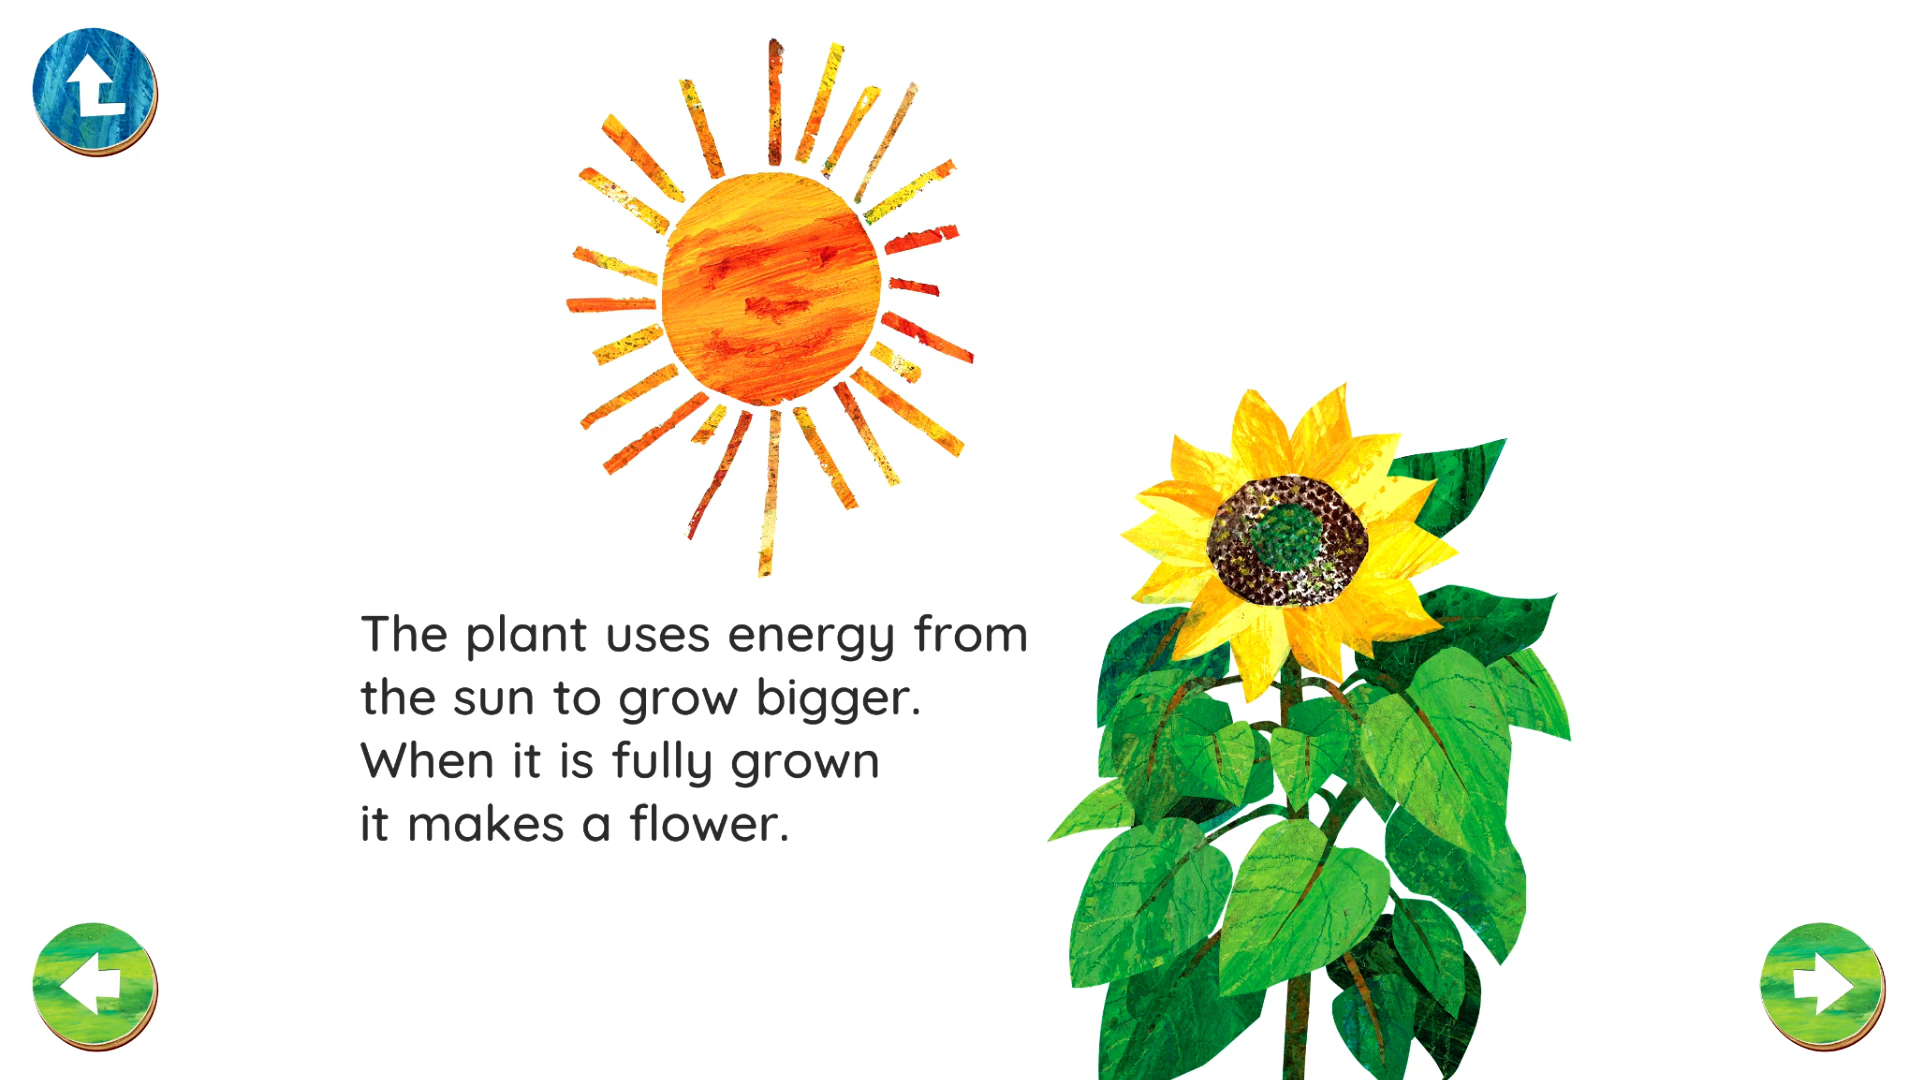 The plant uses energy from
the sun to grow bigger.
When it is fully grown
it makes a flower.